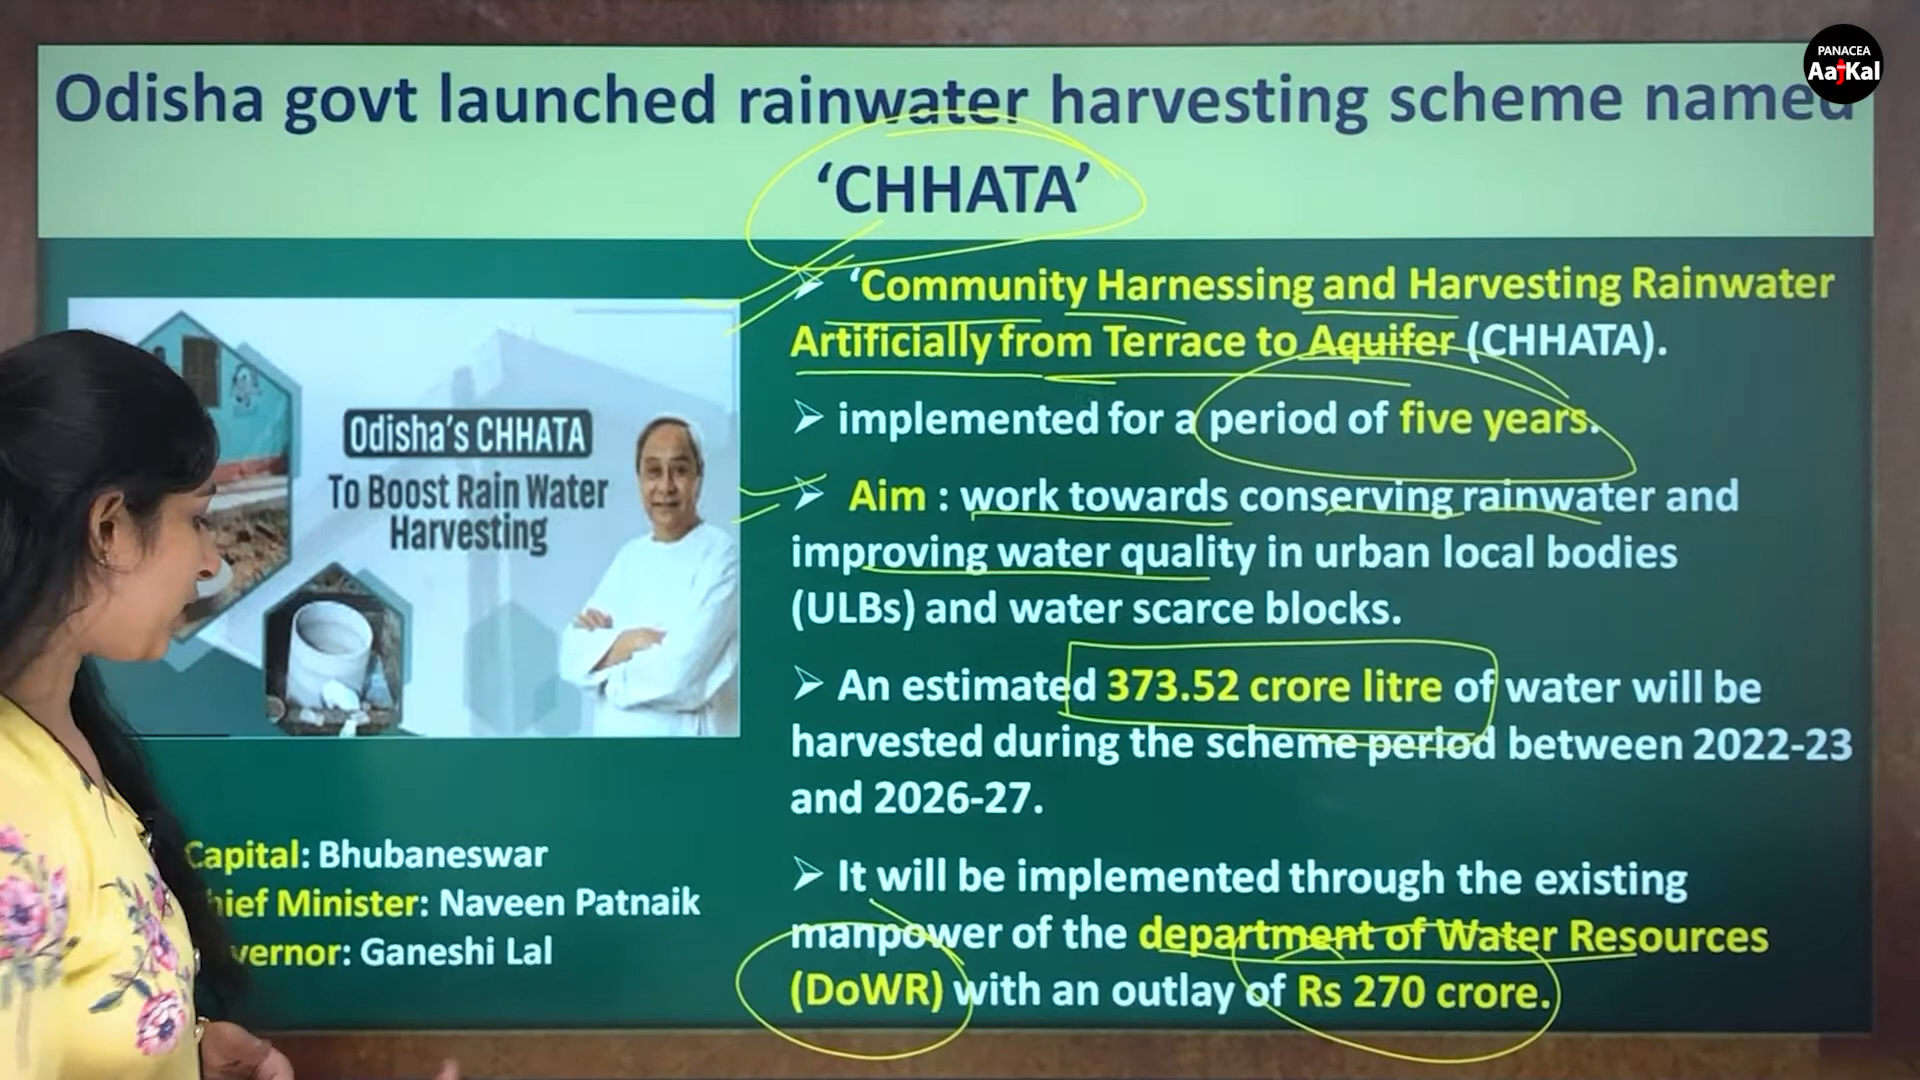 PANACEA
AajKal
Odisha govt launched rainwater harvesting scheme named
‘CHHATA’
Odisha's CHHATA
To Boost Rain Water
Harvesting
Capital: Bhubaneswar
hief Minister: Naveen Patnaik
vernor: Ganeshi Lal
➢ ‘Community Harnessing and Harvesting Rainwater
Artificially from Terrace to Aquifer (CHHATA).
➢ implemented for a period of five years.
➢ Aim : work towards conserving rainwater and
improving water quality in urban local bodies
(ULBs) and water scarce blocks.
➢ An estimated 373.52 crore litre of water will be
harvested during the scheme period between 2022-23
and 2026-27.
➢ It will be implemented through the existing
manpower of the department of Water Resources
(DoWR) with an outlay of Rs 270 crore.